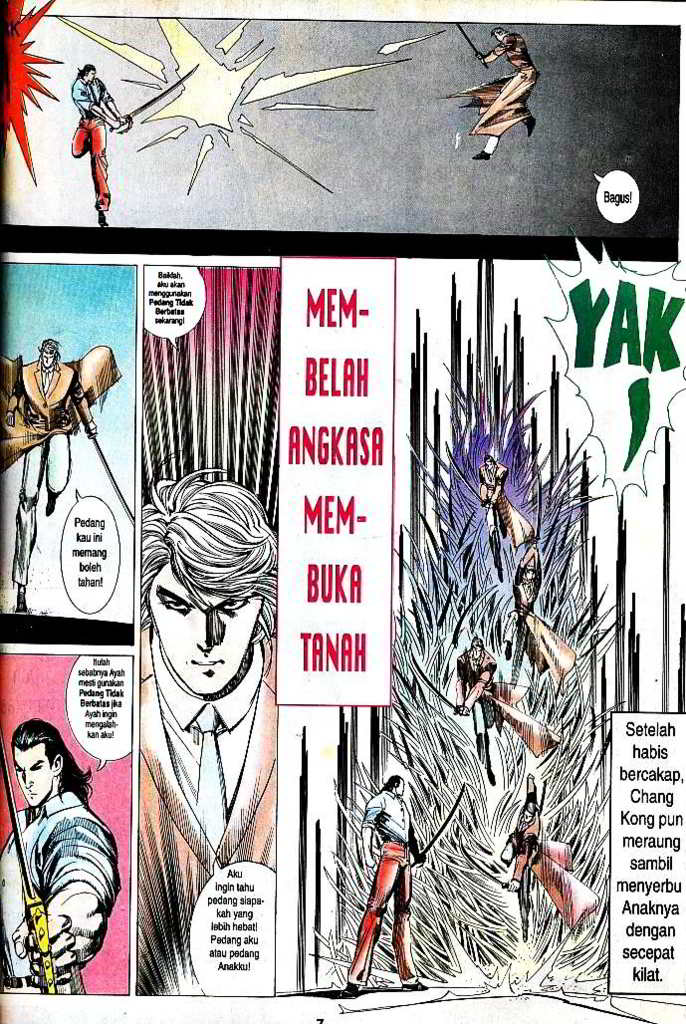 Bagus!
Baiklah,
aku akan
menggunakan
Pedang Tidak
Berbatas
sekarang!
Pedang
kau ini
memang
boleh
tahan!
Itulah
sebabnya Ayah
mesti gunakan
Pedang Tidak
Berbatas jika
Ayah ingin
mengalah-
kan aku!
Aku
ingin tahu
pedang siapa-
kah yang
lebih hebat!
Pedang aku
atau pedang
Anakku!
MEM-
BELAH
ANGKASA
MEM-
BUKA
TANAH
YAK
!
Setelah
habis
bercakap,
Chang
Kong pun
meraung
sambil
menyerbu
Anaknya
dengan
secepat
kilat.
7